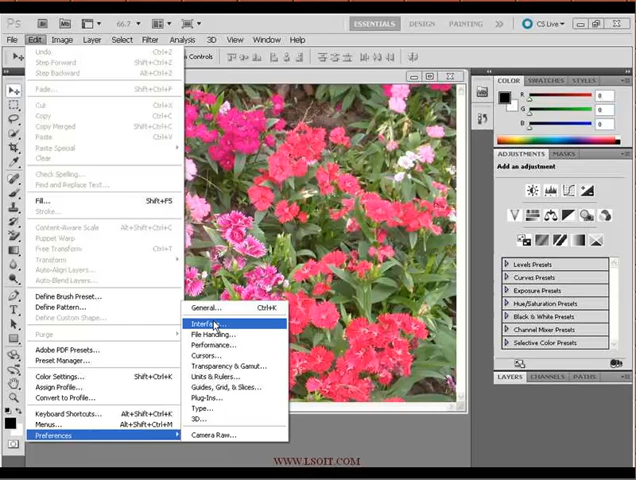 Ps Br Mb 66.7 ESSENTIALS DESIGN PAINTING >> CS Live
File Edit Image Layer Select Filter Analysis 3D View Window Help
Controls
Undo Ctrl+Z
Step Forward Shift+Ctrl+Z
Step Backward Alt+Ctrl+Z
Fade... Shift+Ctrl+F
Cut Ctrl+X
Copy Ctrl+C
Copy Merged Shift+Ctrl+C
Paste Ctrl+V
Paste Special
Clear
Check Spelling...
Find and Replace Text...
Fill... Shift+F5
Stroke...
Content-Aware Scale Alt+Shift+Ctrl+C
Puppet Warp
Free Transform Ctrl+T
Transform
Auto-Align Layers...
Auto-Blend Layers...
Define Brush Preset...
Define Pattern...
Define Custom Shape...
Purge
Adobe PDF Presets...
Preset Manager...
Color Settings... Shift+Ctrl+K
Assign Profile...
Convert to Profile...
Keyboard Shortcuts... Alt+Shift+Ctrl+K
Menus... Alt+Shift+Ctrl+M
Preferences
General... Ctrl+K
File Handling...
Performance...
Cursors...
Transparency & Gamut...
Units & Rulers...
Guides, Grid, & Slices...
Plug-Ins...
Type...
3D...
Camera Raw...
COLOR SWATCHES STYLES
R 0
G 0
B 0
ADJUSTMENTS MASKS
Add an adjustment
Levels Presets
Curves Presets
Exposure Presets
Hue/Saturation Presets
Black & White Presets
Channel Mixer Presets
Selective Color Presets
LAYERS CHANNELS PATHS
WWW.LSOIT.COM